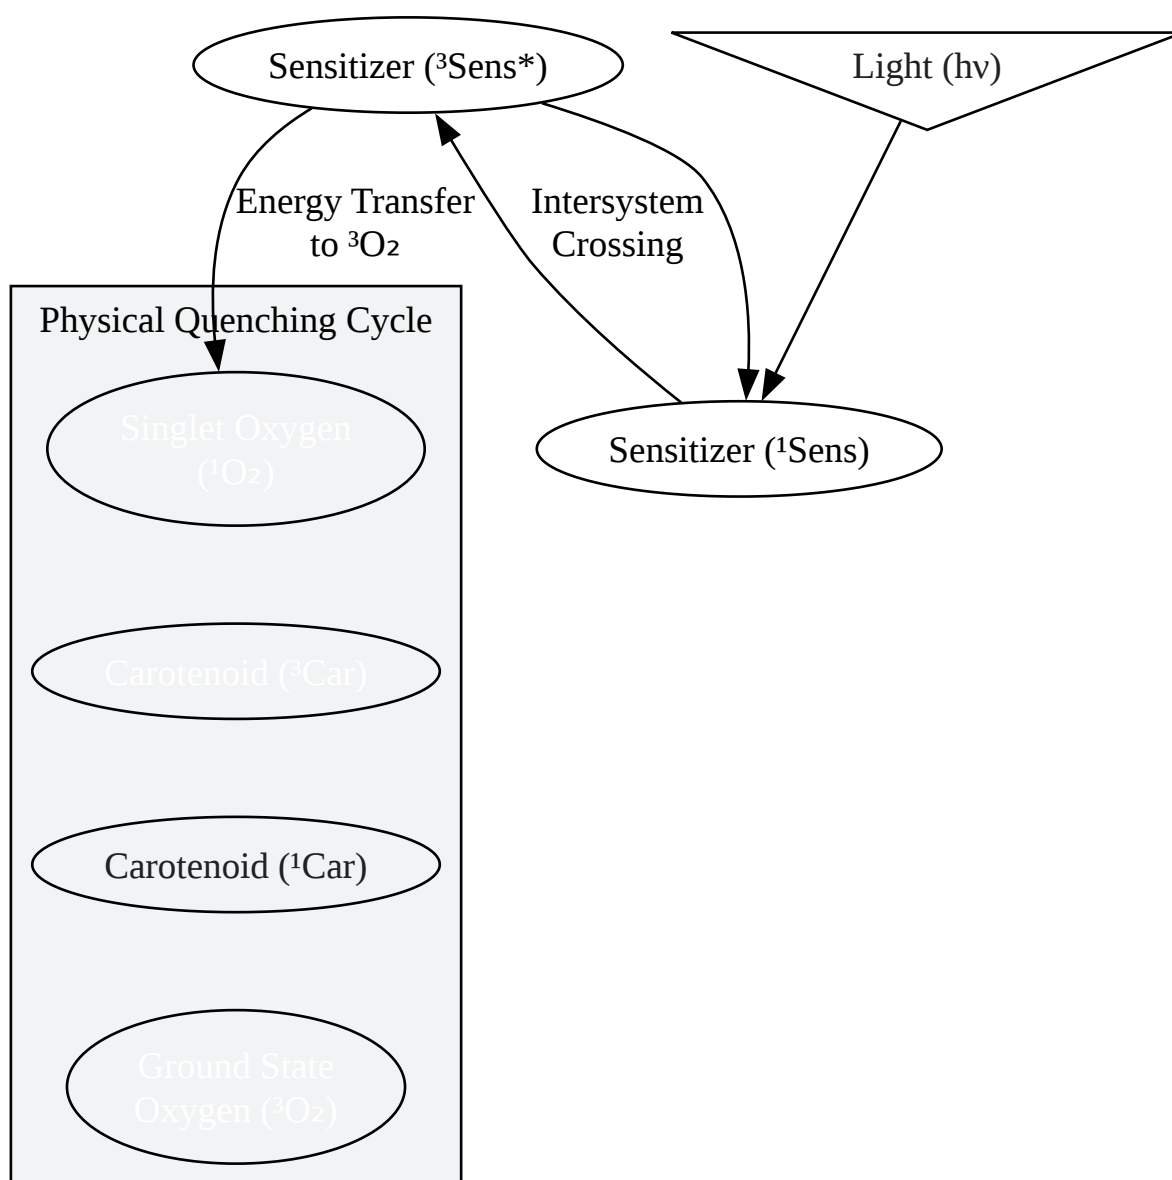 Sensitizer (³Sens*)
Light (hν)
Energy Transfer
to ³O₂
Intersystem
Crossing
Physical Quenching Cycle
Singlet Oxygen
(¹O₂)
Sensitizer (¹Sens)
Carotenoid (³Car)
Carotenoid (¹Car)
Ground State
Oxygen (³O₂)